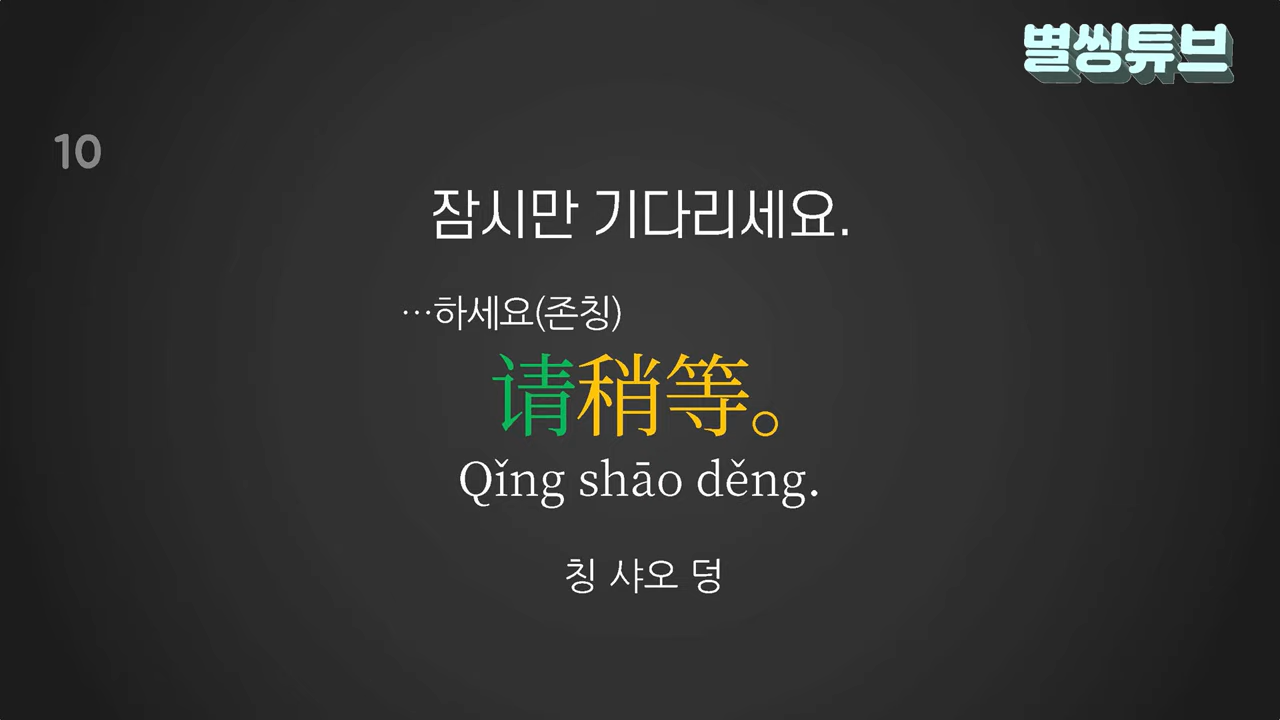 별씽튜브
10
잠시만 기다리세요.
…하세요(존칭)
请稍等。
Qǐng shāo děng.
칭 샤오 덩